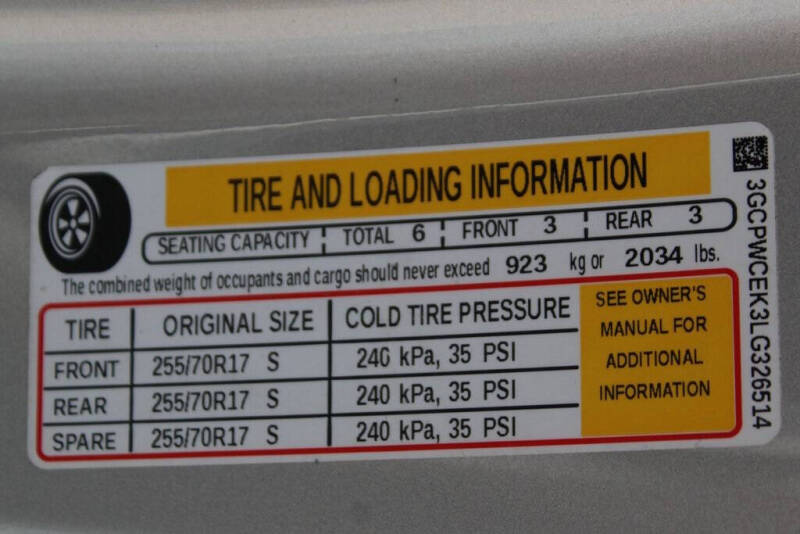 TIRE AND LOADING INFORMATION
SEATING CAPACITY TOTAL 6 FRONT 3 REAR 3
The combined weight of occupants and cargo should never exceed 923 kg or 2034 lbs.
TIRE ORIGINAL SIZE COLD TIRE PRESSURE
FRONT 255/70R17 S 240 kPa, 35 PSI
REAR 255/70R17 S 240 kPa, 35 PSI
SPARE 255/70R17 S 240 kPa, 35 PSI
SEE OWNER'S
MANUAL FOR
ADDITIONAL
INFORMATION
3GCPWCEK3LG326514